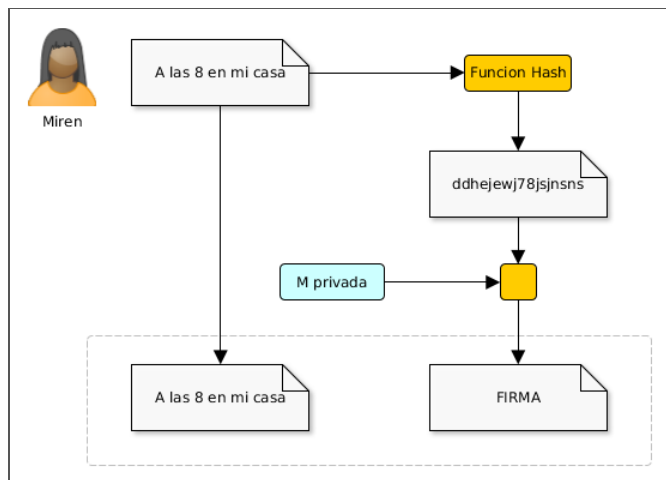 A las 8 en mi casa
Funcion Hash
Miren
ddhejewj78jsjnsns
M privada
A las 8 en mi casa
FIRMA